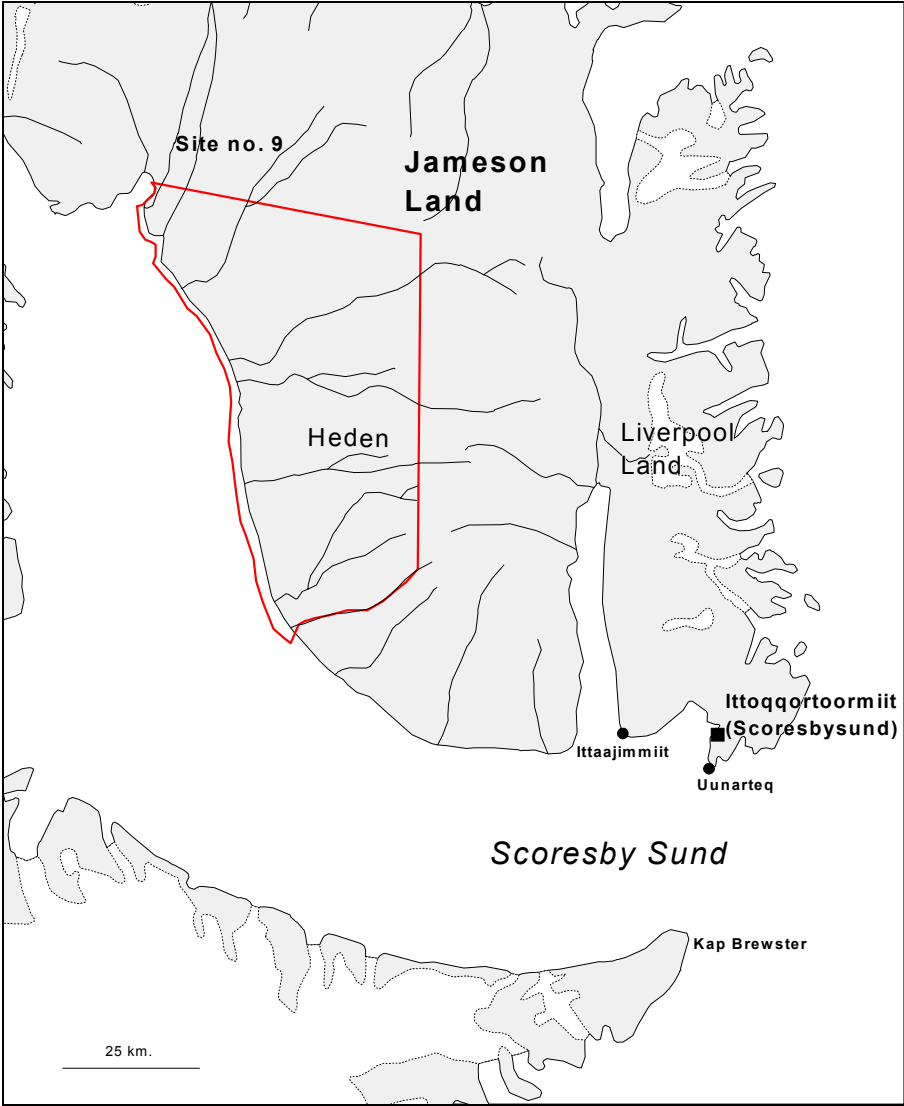 Site no. 9
Jameson
Land
Heden
Liverpool
Land
Ittoqqortoormiit
(Scoresbysund)
Ittaajimmiit
Uunarteq
Scoresby Sund
Kap Brewster
25 km.